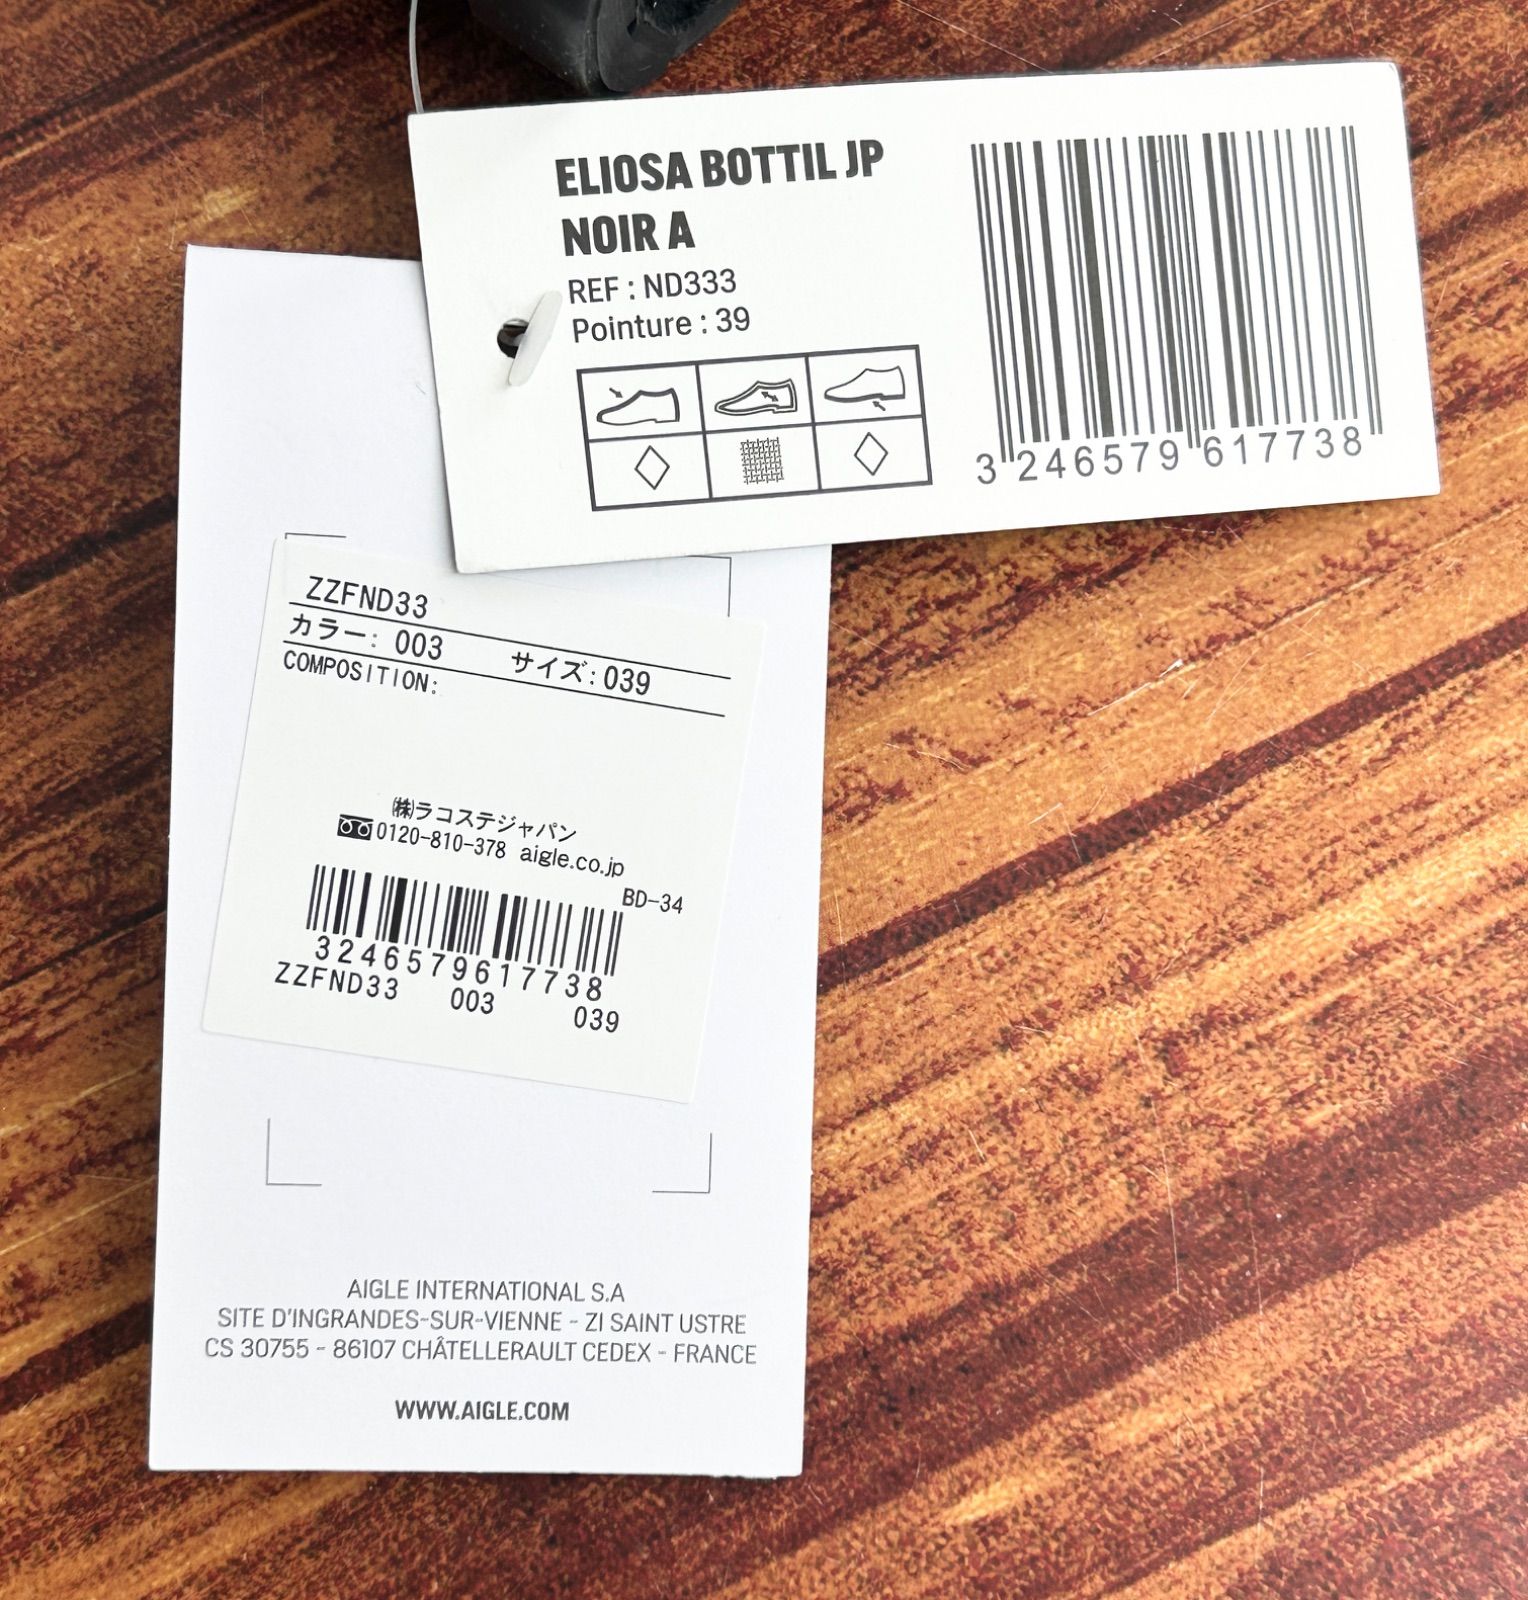 ELIOSA BOTTIL JP
NOIR A
REF : ND333
Pointure : 39
3 246579 617738
ZZFND33
カラー: 003 サイズ: 039
COMPOSITION:
㈱ラコステジャパン
0120-810-378 aigle.co.jp
BD-34
3246579617738
ZZFND33 003 039
AIGLE INTERNATIONAL S.A
SITE D'INGRANDES-SUR-VIENNE - ZI SAINT USTRE
CS 30755 - 86107 CHÂTELLERAULT CEDEX - FRANCE
WWW.AIGLE.COM